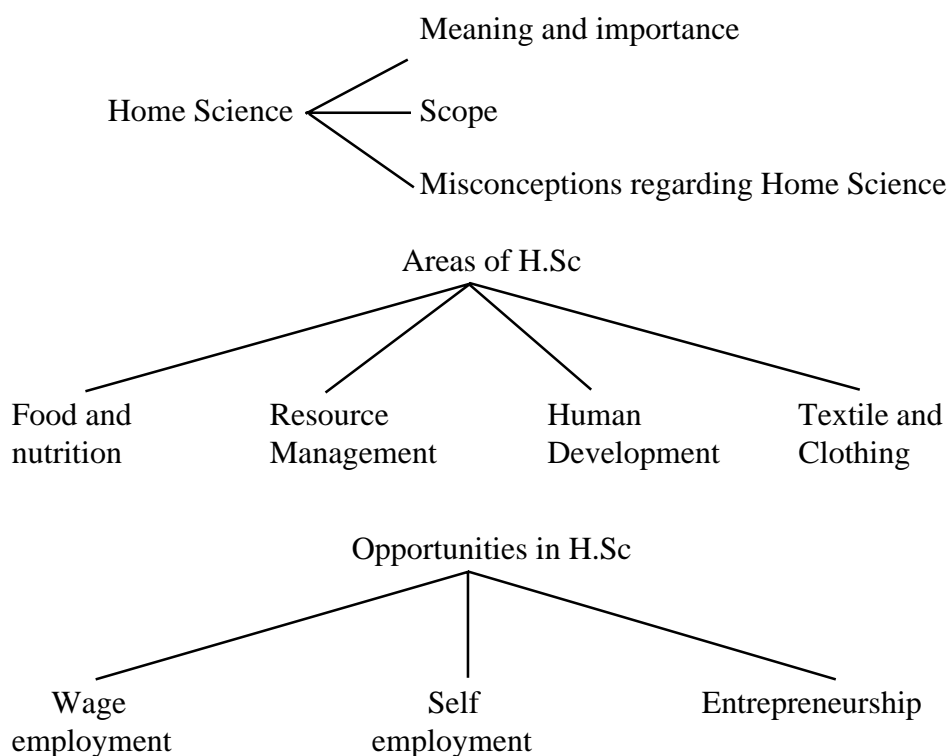 Meaning and importance
Home Science
Scope
Misconceptions regarding Home Science
Areas of H.Sc
Food and
nutrition
Resource
Management
Human
Development
Textile and
Clothing
Opportunities in H.Sc
Wage
employment
Self
employment
Entrepreneurship